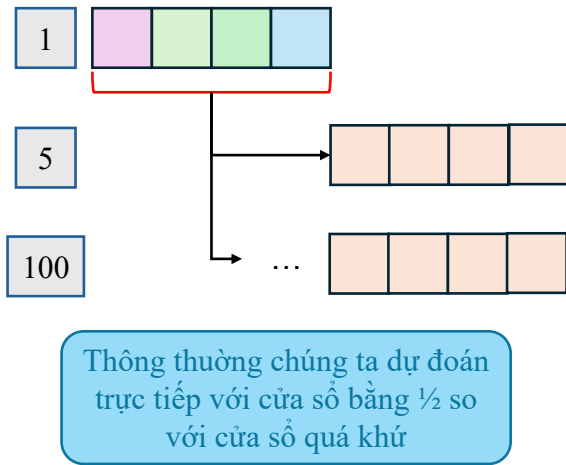 1
5
100
...
Thông thuờng chúng ta dự đoán
trực tiếp với cửa sổ bằng ½ so
với cửa sổ quá khứ